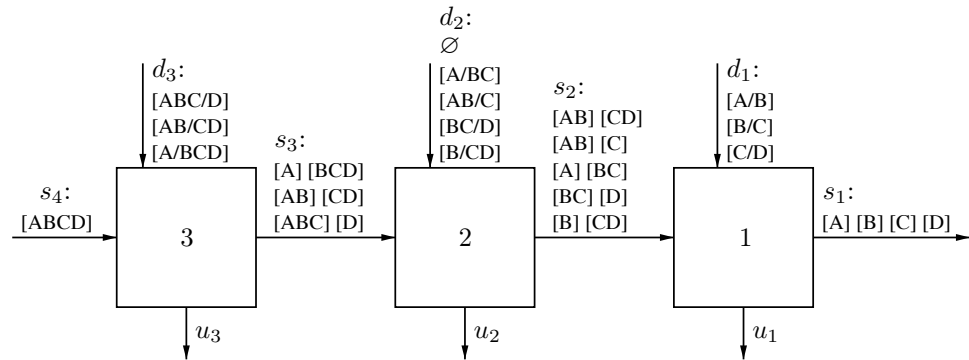 d₃:
[ABC/D]
[AB/CD]
[A/BCD]
d₂:
∅
[A/BC]
[AB/C]
[BC/D]
[B/CD]
d₁:
[A/B]
[B/C]
[C/D]
s₄:
[ABCD]
3
s₃:
[A] [BCD]
[AB] [CD]
[ABC] [D]
2
s₂:
[AB] [CD]
[AB] [C]
[A] [BC]
[BC] [D]
[B] [CD]
1
s₁:
[A] [B] [C] [D]
u₃
u₂
u₁